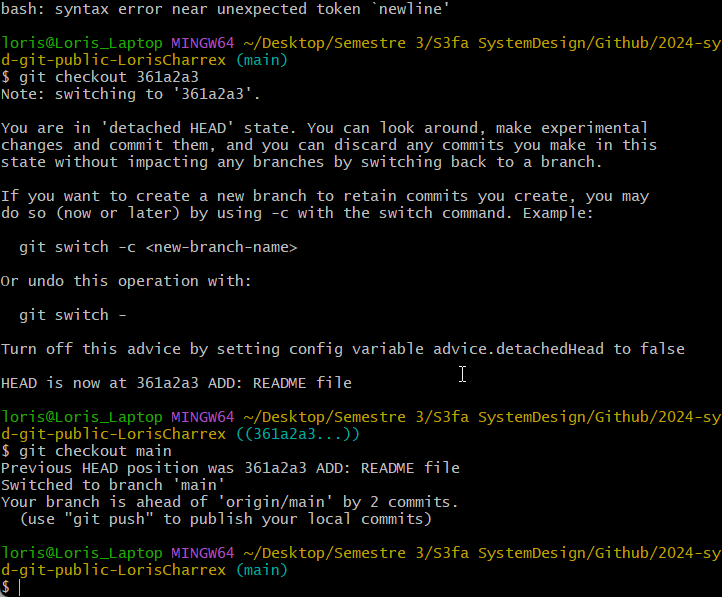 bash: syntax error near unexpected token `newline'
loris@Loris_Laptop MINGW64 ~/Desktop/Semestre 3/S3fa SystemDesign/Github/2024-sy
d-git-public-LorisCharrex (main)
$ git checkout 361a2a3
Note: switching to '361a2a3'.
You are in 'detached HEAD' state. You can look around, make experimental
changes and commit them, and you can discard any commits you make in this
state without impacting any branches by switching back to a branch.
If you want to create a new branch to retain commits you create, you may
do so (now or later) by using -c with the switch command. Example:
git switch -c <new-branch-name>
Or undo this operation with:
git switch -
Turn off this advice by setting config variable advice.detachedHead to false
HEAD is now at 361a2a3 ADD: README file
loris@Loris_Laptop MINGW64 ~/Desktop/Semestre 3/S3fa SystemDesign/Github/2024-sy
d-git-public-LorisCharrex ((361a2a3...))
$ git checkout main
Previous HEAD position was 361a2a3 ADD: README file
Switched to branch 'main'
Your branch is ahead of 'origin/main' by 2 commits.
(use "git push" to publish your local commits)
loris@Loris_Laptop MINGW64 ~/Desktop/Semestre 3/S3fa SystemDesign/Github/2024-sy
d-git-public-LorisCharrex (main)
$